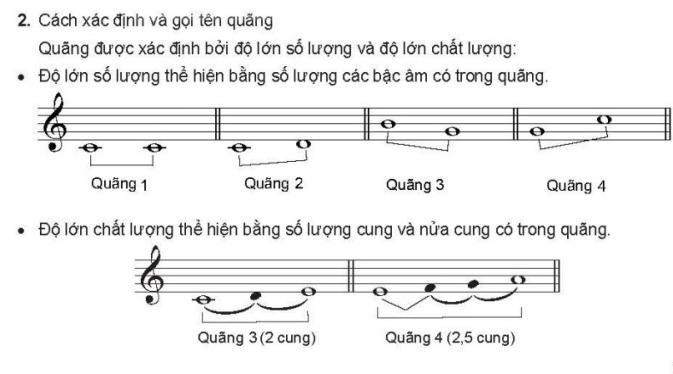 2. Cách xác định và gọi tên quãng
Quãng được xác định bởi độ lớn số lượng và độ lớn chất lượng:
• Độ lớn số lượng thể hiện bằng số lượng các bậc âm có trong quãng.
Quãng 1 Quãng 2 Quãng 3 Quãng 4
• Độ lớn chất lượng thể hiện bằng số lượng cung và nửa cung có trong quãng.
Quãng 3 (2 cung) Quãng 4 (2,5 cung)